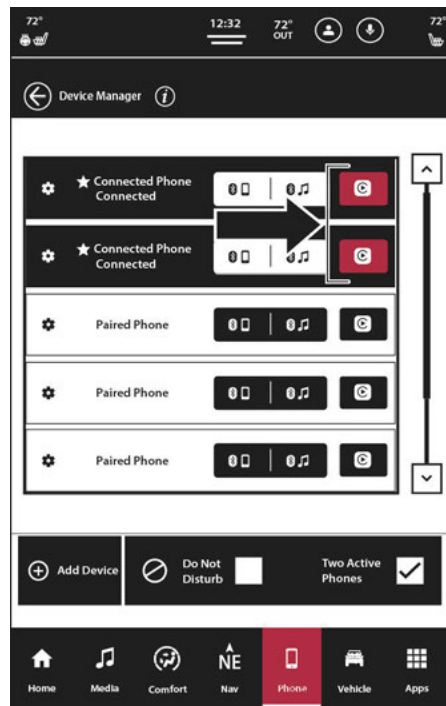 72°
12:32
72°
OUT
72°
Device Manager
Connected Phone
Connected
Connected Phone
Connected
Paired Phone
Paired Phone
Paired Phone
Add Device
Do Not
Disturb
Two Active
Phones
NE
Home
Media
Comfort
Nav
Phone
Vehicle
Apps